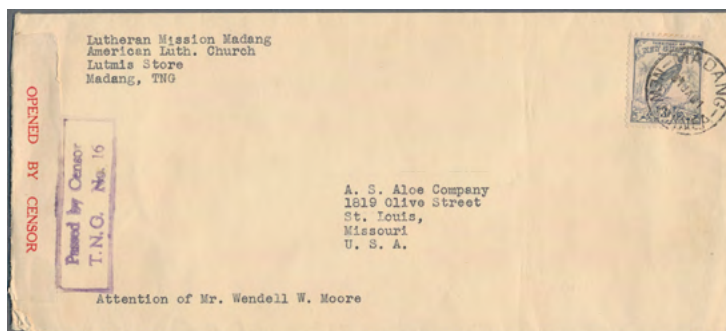 Lutheran Mission Madang
American Luth. Church
Lutmis Store
Madang, TNG
OPENED BY CENSOR
Passed by Censor
T.N.G. No. 16
MADANG
NEW
A. S. Aloe Company
1819 Olive Street
St. Louis,
Missouri
U. S. A.
Attention of Mr. Wendell W. Moore